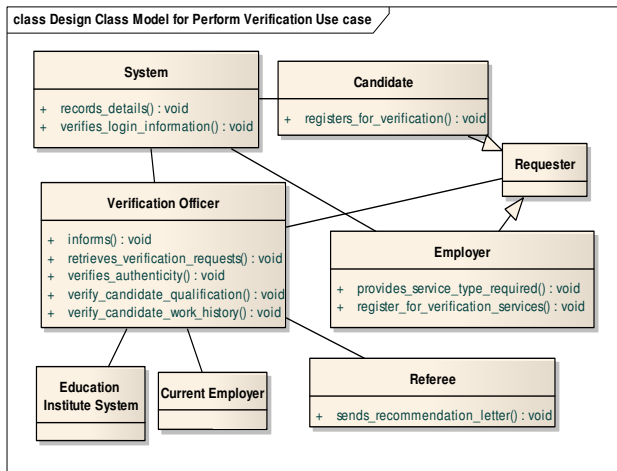 class Design Class Model for Perform Verification Use case
System
+ records_details() : void
+ verifies_login_information() : void
Candidate
+ registers_for_verification() : void
Requester
Verification Officer
+ informs() : void
+ retrieves_verification_requests() : void
+ verifies_authenticity() : void
+ verify_candidate_qualification() : void
+ verify_candidate_work_history() : void
Employer
+ provides_service_type_required() : void
+ register_for_verification_services() : void
Education
Institute System
Current Employer
Referee
+ sends_recommendation_letter() : void